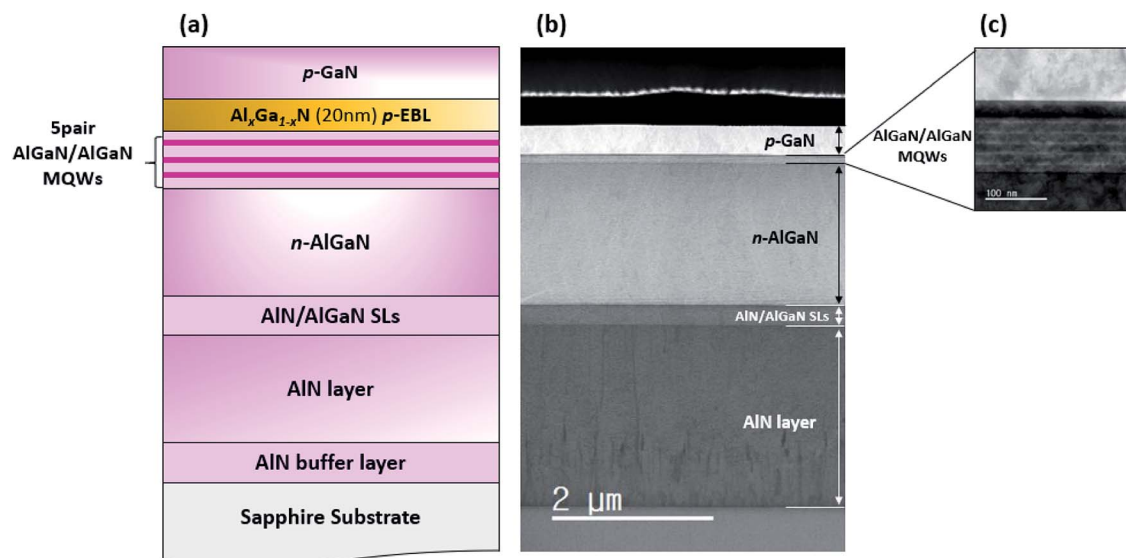 (a)
p-GaN
AlxGa1-xN (20nm) p-EBL
5pair
AlGaN/AlGaN
MQWs
n-AlGaN
AlN/AlGaN SLs
AlN layer
AlN buffer layer
Sapphire Substrate
(b)
p-GaN
n-AlGaN
AlN/AlGaN SLs
AlN layer
2 μm
(c)
AlGaN/AlGaN
MQWs
100 nm